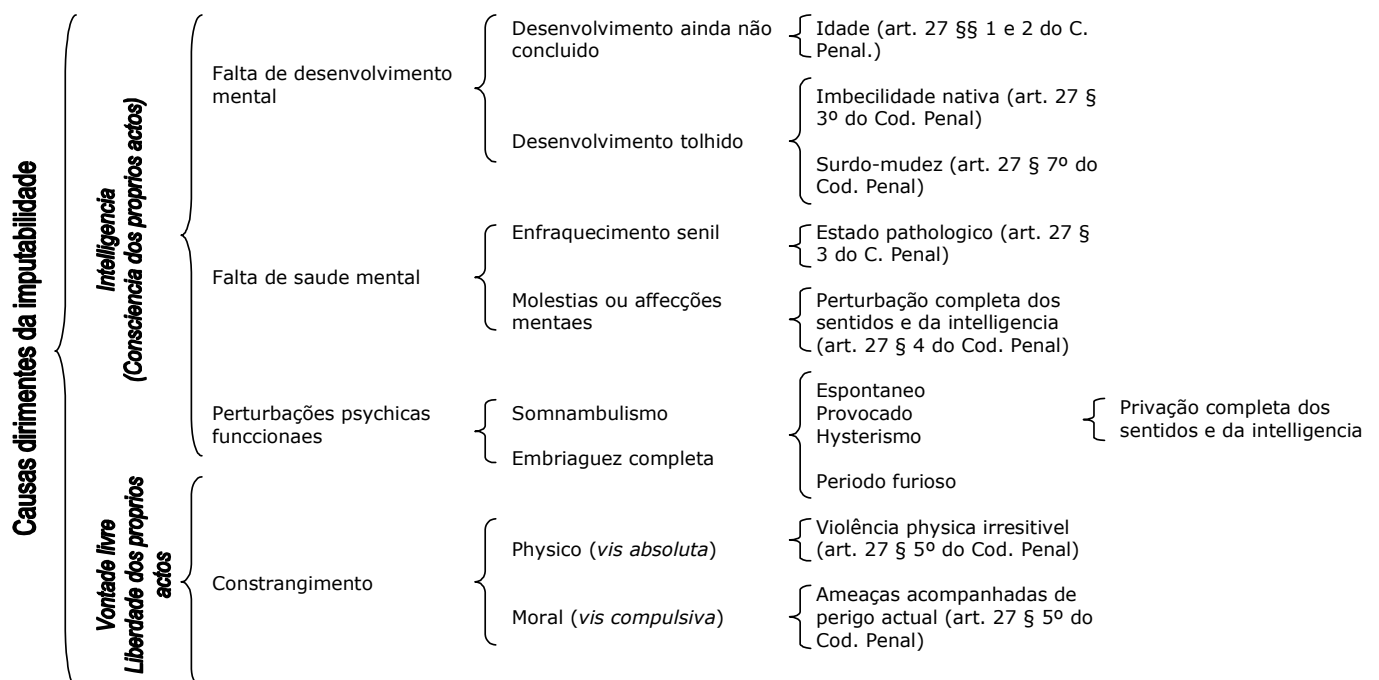 Causas dirimentes da imputabilidade
Intelligencia
(Consciencia dos proprios actos)
Falta de desenvolvimento
mental
Desenvolvimento ainda não
concluido
Idade (art. 27 §§ 1 e 2 do C.
Penal.)
Desenvolvimento tolhido
Imbecilidade nativa (art. 27 §
3º do Cod. Penal)
Surdo-mudez (art. 27 § 7º do
Cod. Penal)
Falta de saude mental
Enfraquecimento senil
Estado pathologico (art. 27 §
3 do C. Penal)
Molestias ou affecções
mentaes
Perturbação completa dos
sentidos e da intelligencia
(art. 27 § 4 do Cod. Penal)
Perturbações psychicas
funccionaes
Somnambulismo
Embriaguez completa
Espontaneo
Provocado
Hysterismo
Periodo furioso
Privação completa dos
sentidos e da intelligencia
Vontade livre
Liberdade dos proprios
actos
Constrangimento
Physico (vis absoluta)
Violência physica irresitivel
(art. 27 § 5º do Cod. Penal)
Moral (vis compulsiva)
Ameaças acompanhadas de
perigo actual (art. 27 § 5º do
Cod. Penal)